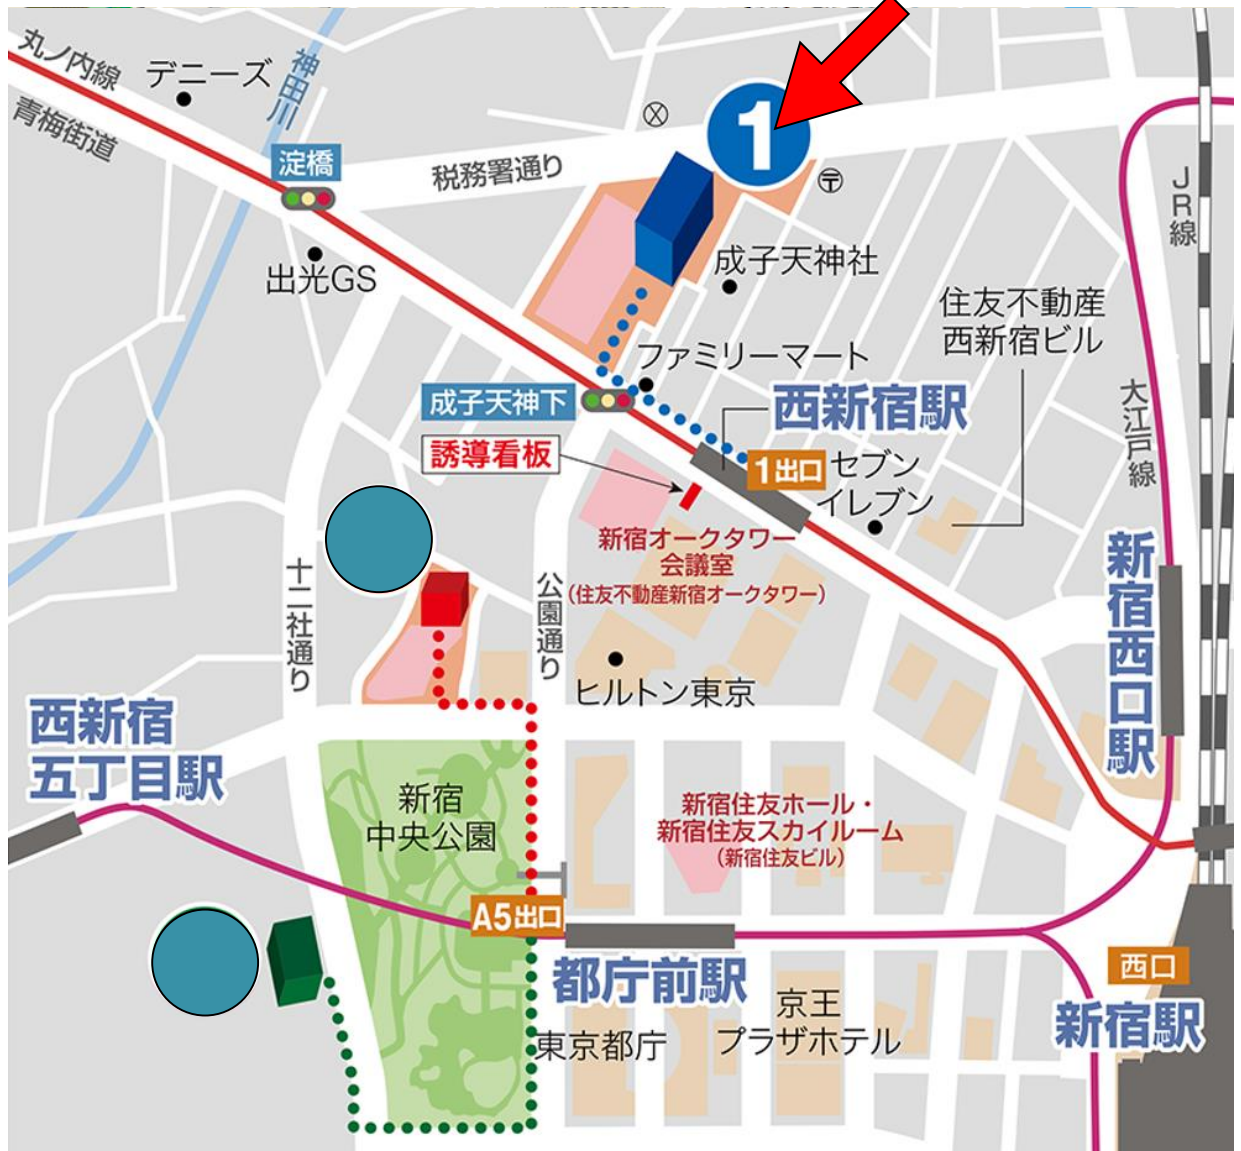 丸ノ内線
青梅街道
デニーズ
神田川
淀橋
税務署通り
1
〒
JR線
出光GS
成子天神社
住友不動産
西新宿ビル
ファミリーマート
成子天神下
西新宿駅
大江戸線
誘導看板
1出口
セブン
イレブン
新宿オークタワー
会議室
(住友不動産新宿オークタワー)
新宿西口駅
十二社通り
公園通り
ヒルトン東京
西新宿
五丁目駅
新宿
中央公園
新宿住友ホール・
新宿住友スカイルーム
(新宿住友ビル)
A5出口
都庁前駅
西口
新宿駅
東京都庁
京王
プラザホテル